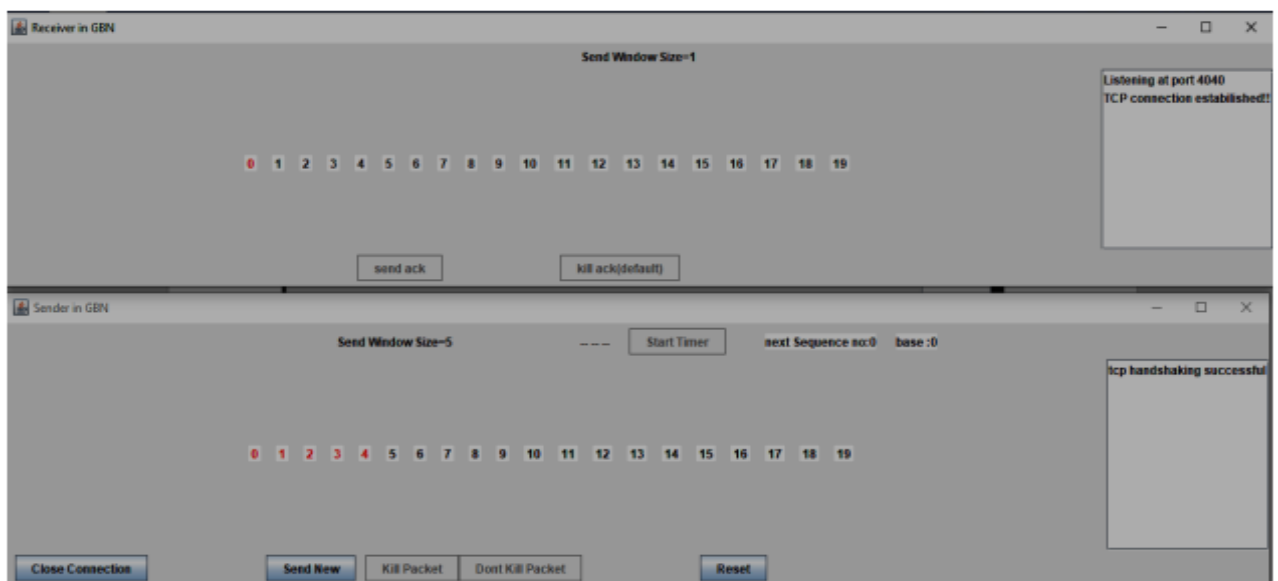 Receiver in GBN
Send Window Size=1
Listening at port 4040
TCP connection estabilished!!
0 1 2 3 4 5 6 7 8 9 10 11 12 13 14 15 16 17 18 19
send ack kill ack(default)
Sender in GBN
Send Window Size=5 --- Start Timer next Sequence no:0 base :0
tcp handshaking successful
0 1 2 3 4 5 6 7 8 9 10 11 12 13 14 15 16 17 18 19
Close Connection Send New Kill Packet Dont Kill Packet Reset